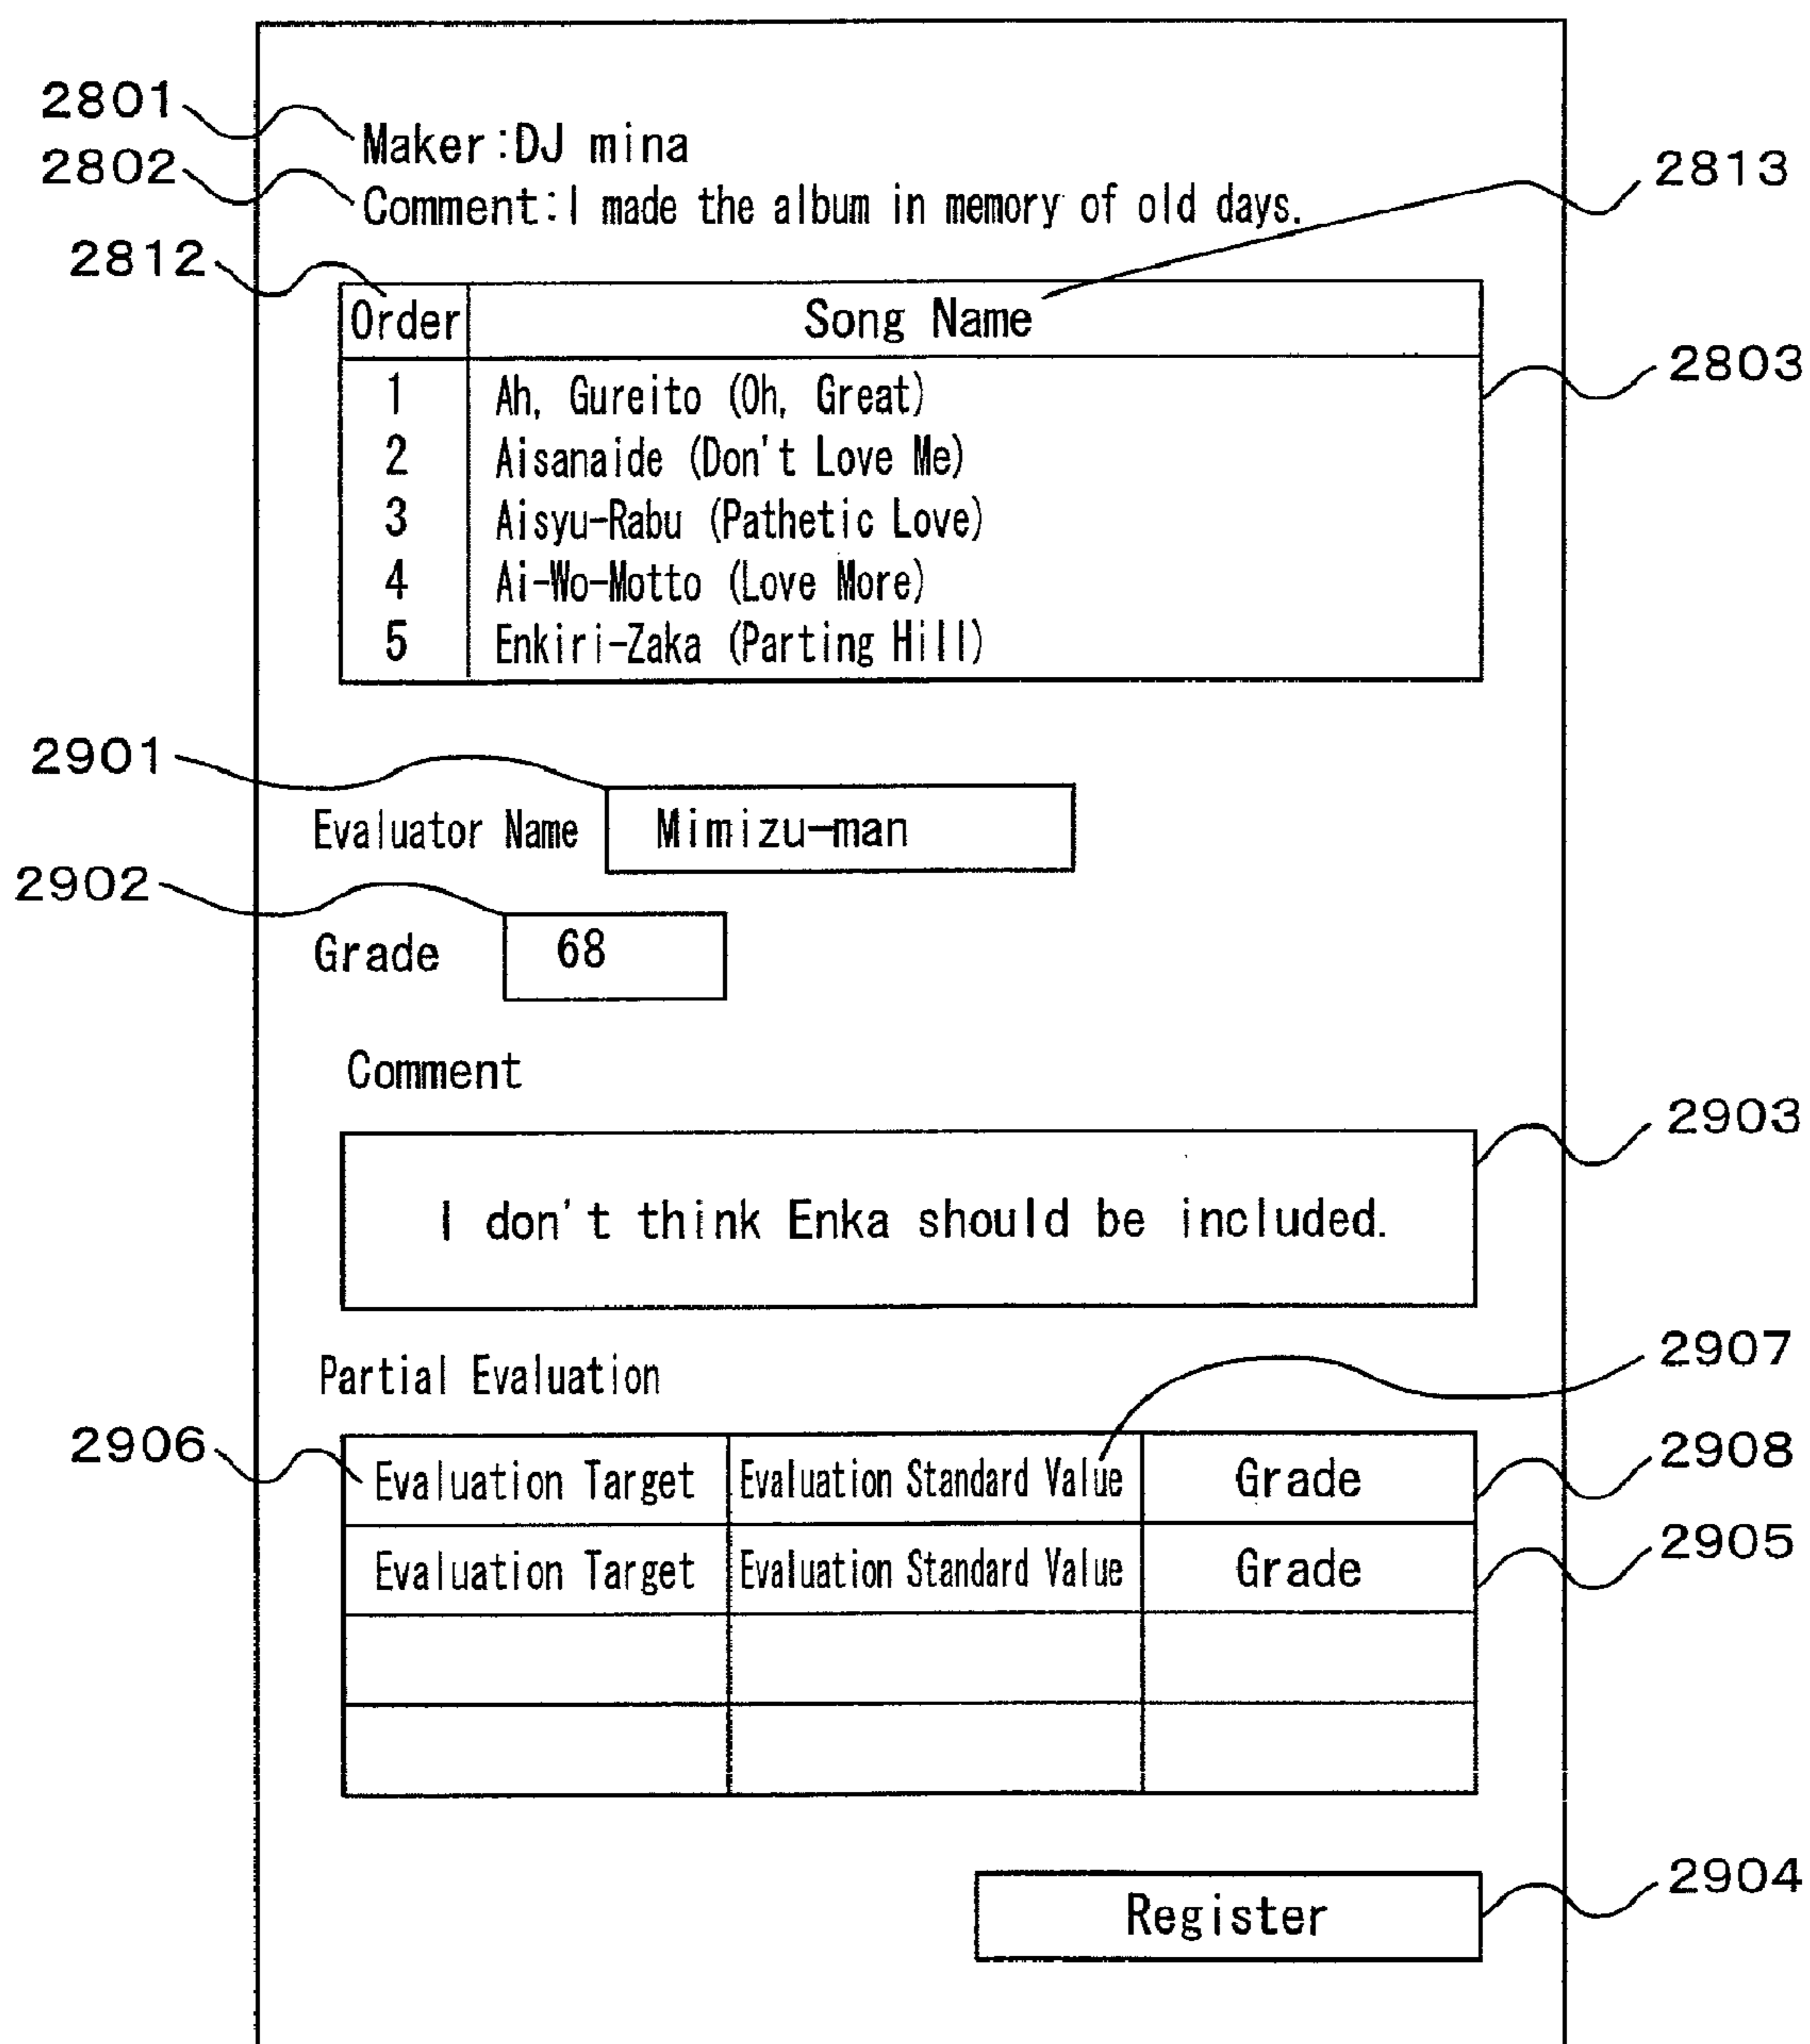 2801
Maker:DJ mina
2802
Comment:I made the album in memory of old days.
2813
2812
Order Song Name
2803
1 Ah, Gureito (Oh, Great)
2 Aisanaide (Don't Love Me)
3 Aisyu-Rabu (Pathetic Love)
4 Ai-Wo-Motto (Love More)
5 Enkiri-Zaka (Parting Hill)
2901
Evaluator Name Mimizu-man
2902
Grade 68
Comment
2903
I don't think Enka should be included.
Partial Evaluation
2907
2906
Evaluation Target Evaluation Standard Value Grade
2908
Evaluation Target Evaluation Standard Value Grade
2905
Register
2904